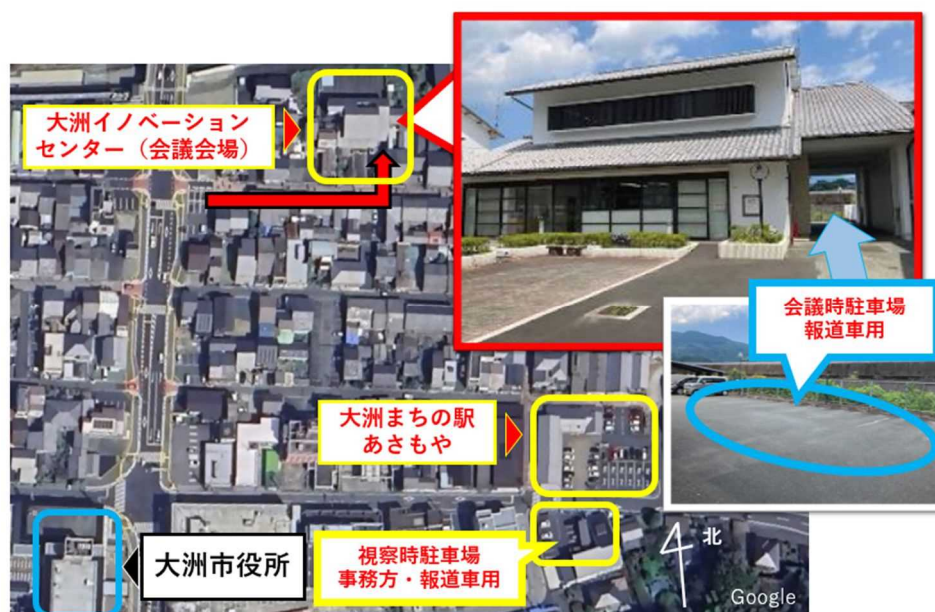 大洲イノベーション
センター（会議会場）
会議時駐車場
報道車用
大洲まちの駅
あさもや
大洲市役所
視察時駐車場
事務方・報道車用
北
Google